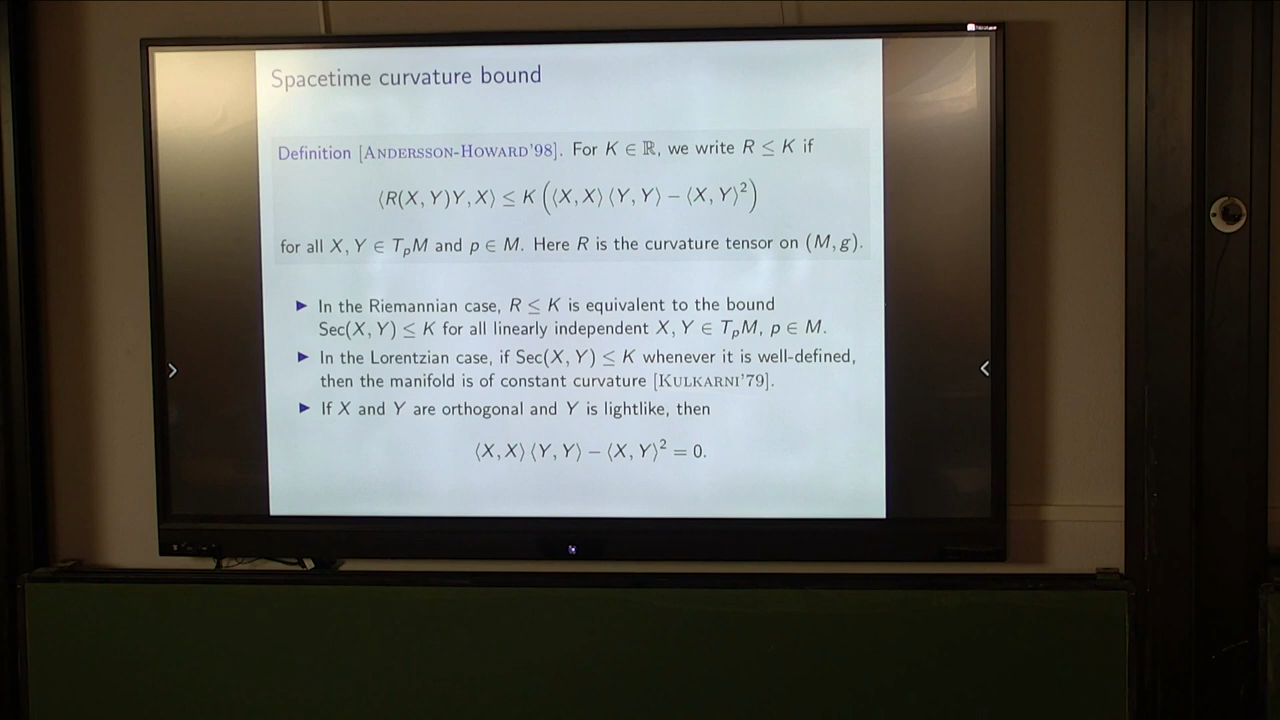 Spacetime curvature bound
Definition [ANDERSSON-HOWARD'98]. For K ∈ ℝ, we write R ≤ K if
⟨R(X, Y)Y, X⟩ ≤ K (⟨X, X⟩ ⟨Y, Y⟩ − ⟨X, Y⟩²)
for all X, Y ∈ TₚM and p ∈ M. Here R is the curvature tensor on (M, g).
▶ In the Riemannian case, R ≤ K is equivalent to the bound
Sec(X, Y) ≤ K for all linearly independent X, Y ∈ TₚM, p ∈ M.
▶ In the Lorentzian case, if Sec(X, Y) ≤ K whenever it is well-defined,
then the manifold is of constant curvature [KULKARNI'79].
▶ If X and Y are orthogonal and Y is lightlike, then
⟨X, X⟩ ⟨Y, Y⟩ − ⟨X, Y⟩² = 0.